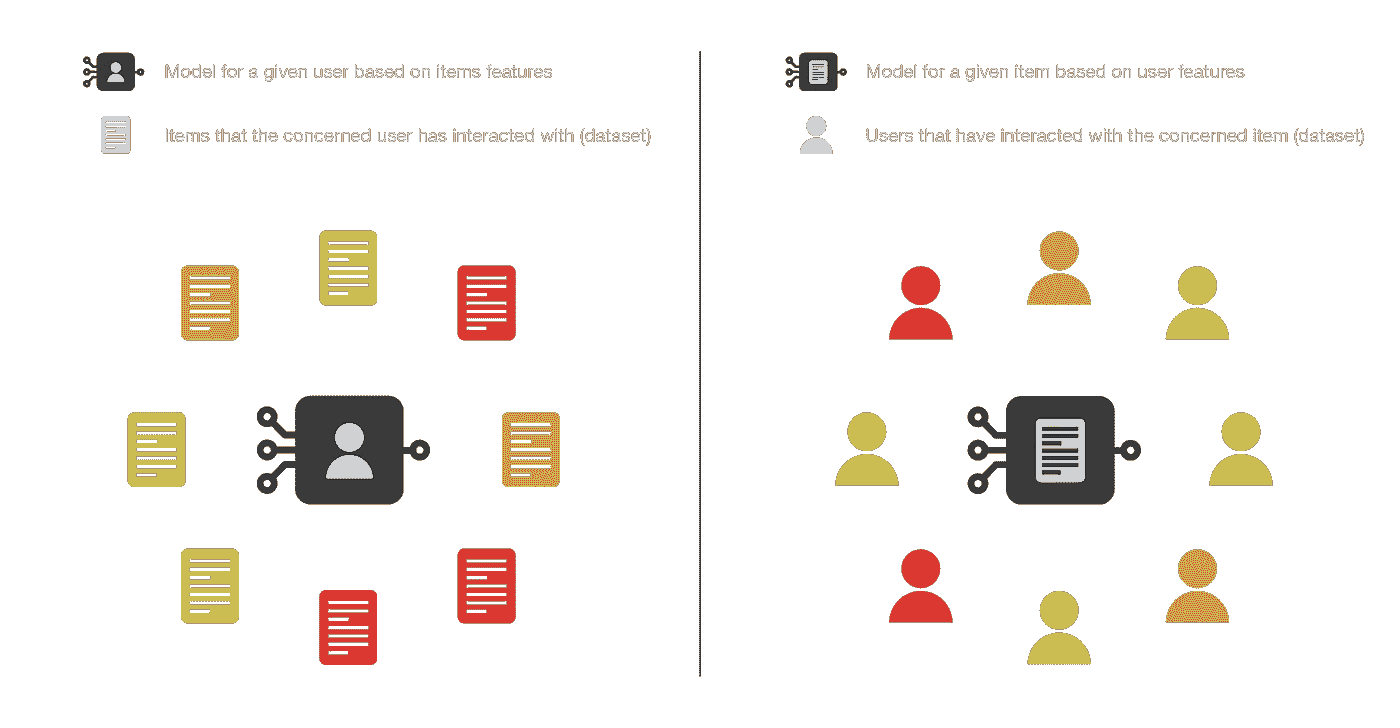 Model for a given user based on items features
Items that the concerned user has interacted with (dataset)
Model for a given item based on user features
Users that have interacted with the concerned item (dataset)